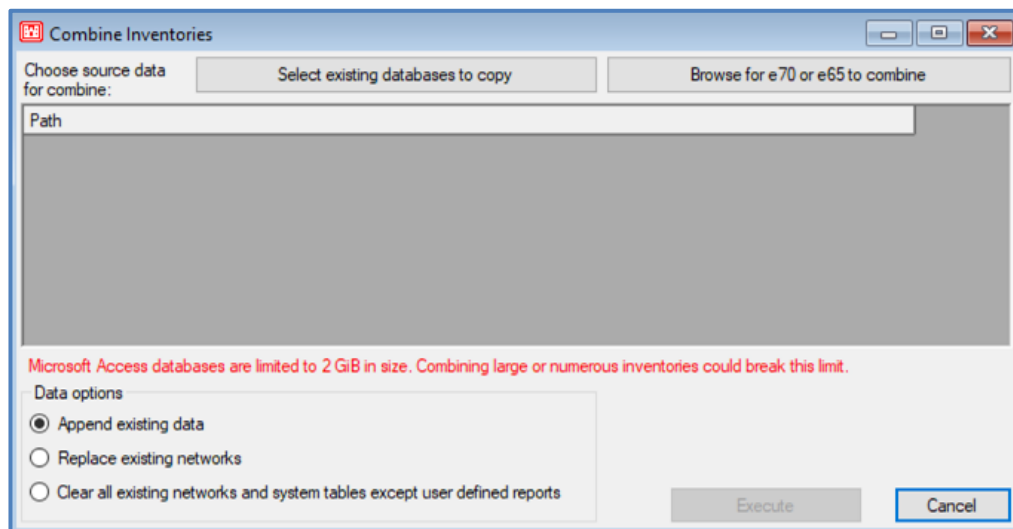 Combine Inventories
Choose source data
for combine:
Select existing databases to copy
Browse for e70 or e65 to combine
Path
Microsoft Access databases are limited to 2 GiB in size. Combining large or numerous inventories could break this limit.
Data options
Append existing data
Replace existing networks
Clear all existing networks and system tables except user defined reports
Execute
Cancel